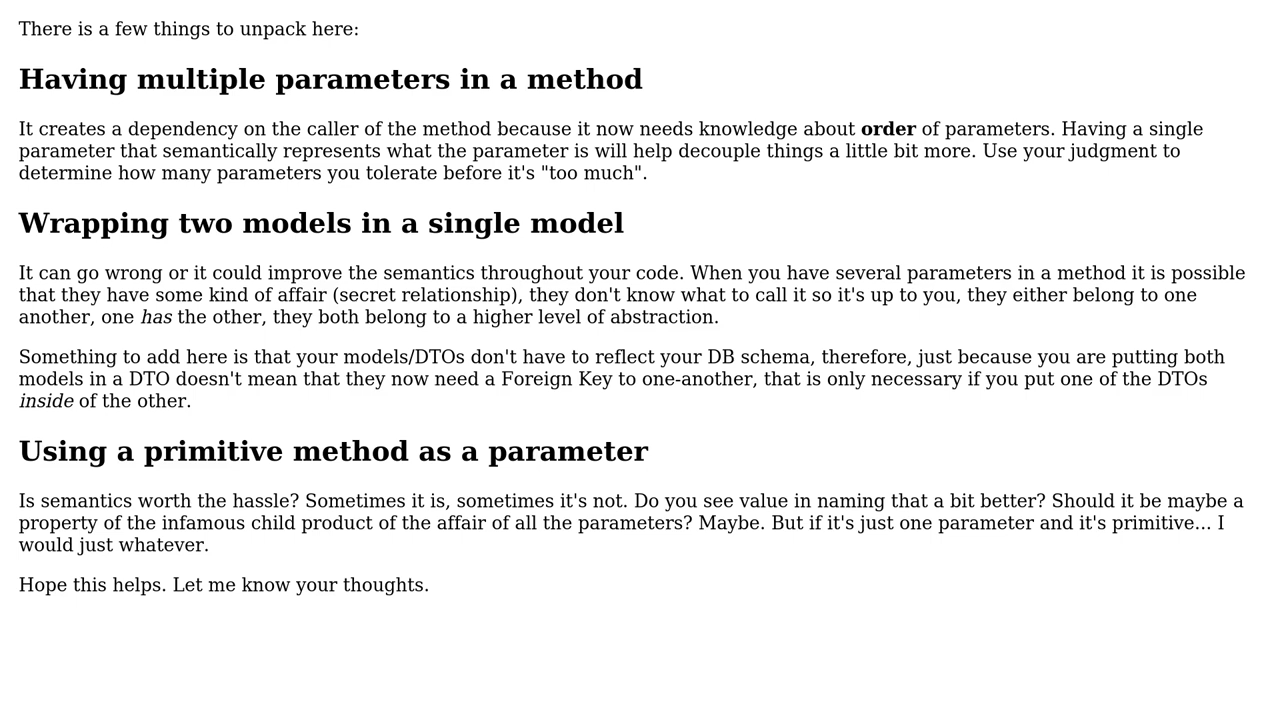 There is a few things to unpack here:
Having multiple parameters in a method
It creates a dependency on the caller of the method because it now needs knowledge about order of parameters. Having a single
parameter that semantically represents what the parameter is will help decouple things a little bit more. Use your judgment to
determine how many parameters you tolerate before it's "too much".
Wrapping two models in a single model
It can go wrong or it could improve the semantics throughout your code. When you have several parameters in a method it is possible
that they have some kind of affair (secret relationship), they don't know what to call it so it's up to you, they either belong to one
another, one has the other, they both belong to a higher level of abstraction.
Something to add here is that your models/DTOs don't have to reflect your DB schema, therefore, just because you are putting both
models in a DTO doesn't mean that they now need a Foreign Key to one-another, that is only necessary if you put one of the DTOs
inside of the other.
Using a primitive method as a parameter
Is semantics worth the hassle? Sometimes it is, sometimes it's not. Do you see value in naming that a bit better? Should it be maybe a
property of the infamous child product of the affair of all the parameters? Maybe. But if it's just one parameter and it's primitive... I
would just whatever.
Hope this helps. Let me know your thoughts.